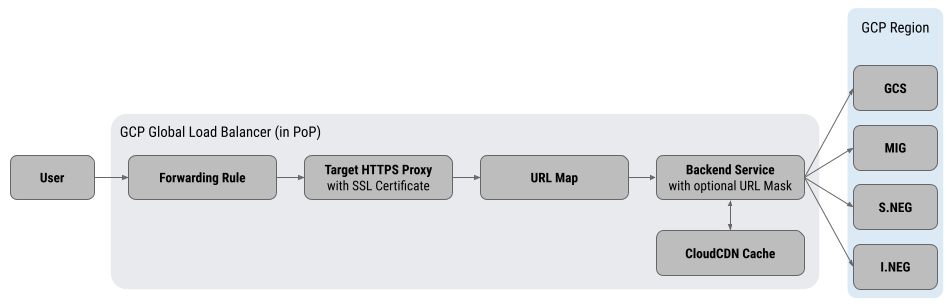 GCP Region
GCS
GCP Global Load Balancer (in PoP)
MIG
User
Forwarding Rule
Target HTTPS Proxy
with SSL Certificate
URL Map
Backend Service
with optional URL Mask
S.NEG
CloudCDN Cache
I.NEG